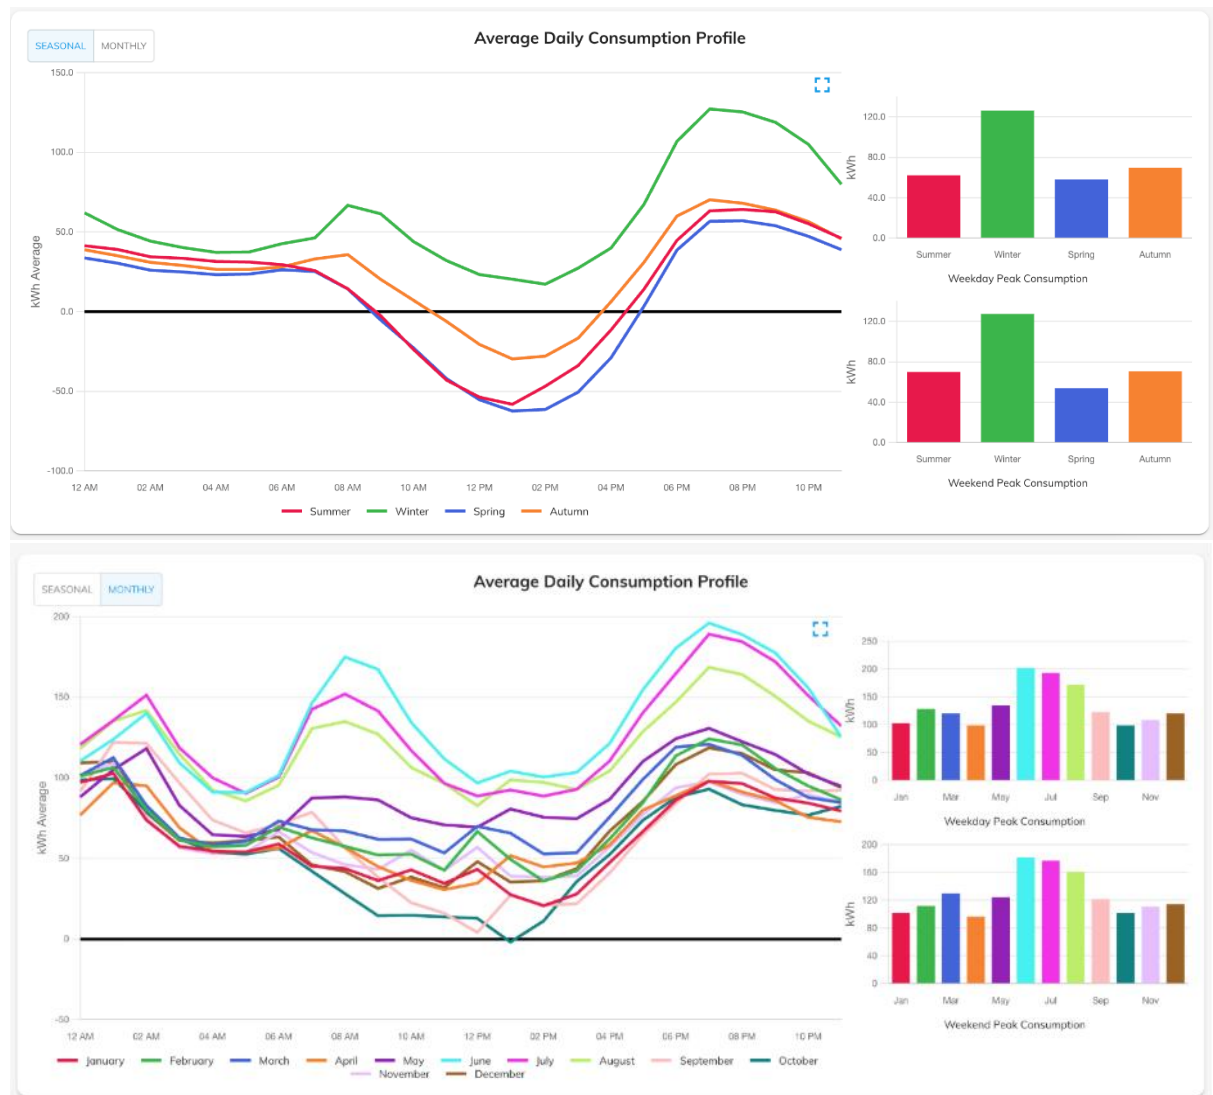 SEASONAL MONTHLY
Average Daily Consumption Profile
150.0
100.0
50.0
0.0
-50.0
-100.0
kWh Average
12 AM 02 AM 04 AM 06 AM 08 AM 10 AM 12 PM 02 PM 04 PM 06 PM 08 PM 10 PM
Summer Winter Spring Autumn
120.0
80.0
40.0
0.0
kWh
Summer Winter Spring Autumn
Weekday Peak Consumption
120.0
80.0
40.0
0.0
kWh
Summer Winter Spring Autumn
Weekend Peak Consumption
SEASONAL MONTHLY
Average Daily Consumption Profile
200
150
100
50
0
-50
kWh Average
12 AM 02 AM 04 AM 06 AM 08 AM 10 AM 12 PM 02 PM 04 PM 06 PM 08 PM 10 PM
January February March April May June July August September October
November December
250
200
150
100
50
0
kWh
Jan Mar May Jul Sep Nov
Weekday Peak Consumption
200
160
120
80
40
0
kWh
Jan Mar May Jul Sep Nov
Weekend Peak Consumption